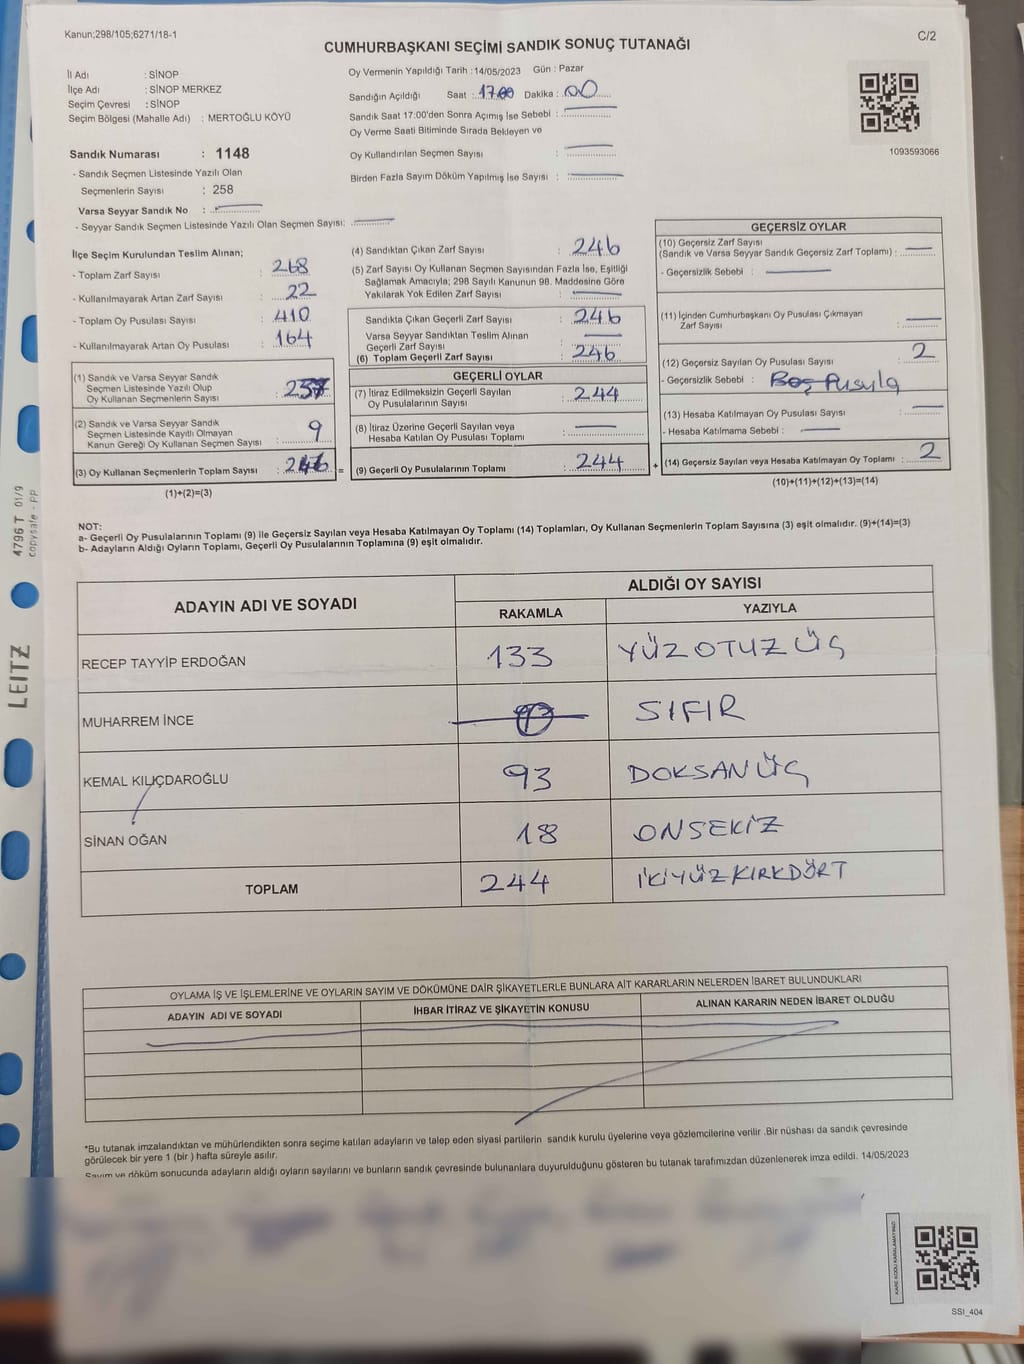 Kanun;298/105;6271/18-1
C/2
CUMHURBAŞKANI SEÇİMİ SANDIK SONUÇ TUTANAĞI
İl Adı : SİNOP
İlçe Adı : SİNOP MERKEZ
Seçim Çevresi : SİNOP
Seçim Bölgesi (Mahalle Adı) : MERTOĞLU KÖYÜ
Sandık Numarası : 1148
- Sandık Seçmen Listesinde Yazılı Olan
Seçmenlerin Sayısı : 258
Varsa Seyyar Sandık No :
- Seyyar Sandık Seçmen Listesinde Yazılı Olan Seçmen Sayısı:
Oy Vermenin Yapıldığı Tarih : 14/05/2023 Gün : Pazar
Sandığın Açıldığı Saat : 17.00 Dakika : 00
Sandık Saat 17:00'den Sonra Açımış İse Sebebi :
Oy Verme Saati Bitiminde Sırada Bekleyen ve
Oy Kullandırılan Seçmen Sayısı :
Birden Fazla Sayım Döküm Yapılmış İse Sayısı :
1093593066
İlçe Seçim Kurulundan Teslim Alınan;
- Toplam Zarf Sayısı : 268
- Kullanılmayarak Artan Zarf Sayısı : 22
- Toplam Oy Pusulası Sayısı : 410
- Kullanılmayarak Artan Oy Pusulası : 164
(1) Sandık ve Varsa Seyyar Sandık
Seçmen Listesinde Yazılı Olup
Oy Kullanan Seçmenlerin Sayısı : 237
(2) Sandık ve Varsa Seyyar Sandık
Seçmen Listesinde Kayıtlı Olmayan
Kanun Gereği Oy Kullanan Seçmen Sayısı : 9
(3) Oy Kullanan Seçmenlerin Toplam Sayısı : 246 =
(1)+(2)=(3)
(4) Sandıktan Çıkan Zarf Sayısı : 246
(5) Zarf Sayısı Oy Kullanan Seçmen Sayısından Fazla İse, Eşitliği
Sağlamak Amacıyla; 298 Sayılı Kanunun 98. Maddesine Göre
Yakılarak Yok Edilen Zarf Sayısı :
Sandıkta Çıkan Geçerli Zarf Sayısı : 246
Varsa Seyyar Sandıktan Teslim Alınan
Geçerli Zarf Sayısı :
(6) Toplam Geçerli Zarf Sayısı : 246
GEÇERLİ OYLAR
(7) İtiraz Edilmeksizin Geçerli Sayılan
Oy Pusulalarının Sayısı : 244
(8) İtiraz Üzerine Geçerli Sayılan veya
Hesaba Katılan Oy Pusulası Toplamı :
(9) Geçerli Oy Pusulalarının Toplamı : 244 +
GEÇERSİZ OYLAR
(10) Geçersiz Zarf Sayısı
(Sandık ve Varsa Seyyar Sandık Geçersiz Zarf Toplamı) :
- Geçersizlik Sebebi :
(11) İçinden Cumhurbaşkanı Oy Pusulası Çıkmayan
Zarf Sayısı :
(12) Geçersiz Sayılan Oy Pusulası Sayısı : 2
- Geçersizlik Sebebi : Boş Pusula
(13) Hesaba Katılmayan Oy Pusulası Sayısı :
- Hesaba Katılmama Sebebi :
(14) Geçersiz Sayılan veya Hesaba Katılmayan Oy Toplamı : 2
(10)+(11)+(12)+(13)=(14)
NOT:
a- Geçerli Oy Pusulalarının Toplamı (9) ile Geçersiz Sayılan veya Hesaba Katılmayan Oy Toplamı (14) Toplamları, Oy Kullanan Seçmenlerin Toplam Sayısına (3) eşit olmalıdır. (9)+(14)=(3)
b- Adayların Aldığı Oyların Toplamı, Geçerli Oy Pusulalarının Toplamına (9) eşit olmalıdır.
ADAYIN ADI VE SOYADI
ALDIĞI OY SAYISI
RAKAMLA YAZIYLA
RECEP TAYYİP ERDOĞAN 133 YÜZOTUZÜÇ
MUHARREM İNCE SIFIR
KEMAL KILIÇDAROĞLU 93 DOKSANÜÇ
SİNAN OĞAN 18 ONSEKİZ
TOPLAM 244 İKİYÜZKIRKDÖRT
OYLAMA İŞ VE İŞLEMLERİNE VE OYLARIN SAYIM VE DÖKÜMÜNE DAİR ŞİKAYETLERLE BUNLARA AİT KARARLARIN NELERDEN İBARET BULUNDUKLARI
ADAYIN ADI VE SOYADI İHBAR İTİRAZ VE ŞİKAYETİN KONUSU ALINAN KARARIN NEDEN İBARET OLDUĞU
*Bu tutanak imzalandıktan ve mühürlendikten sonra seçime katılan adayların ve talep eden siyasi partilerin sandık kurulu üyelerine veya gözlemcilerine verilir .Bir nüshası da sandık çevresinde
görülecek bir yere 1 (bir ) hafta süreyle asılır.
Sayım ve döküm sonucunda adayların aldığı oyların sayılarını ve bunların sandık çevresinde bulunanlara duyurulduğunu gösteren bu tutanak tarafımızdan düzenlenerek imza edildi. 14/05/2023
KARE KODU KARALAMAYINIZ!
SSI_404
4796 T 01/9
copysafe - pp
LEITZ